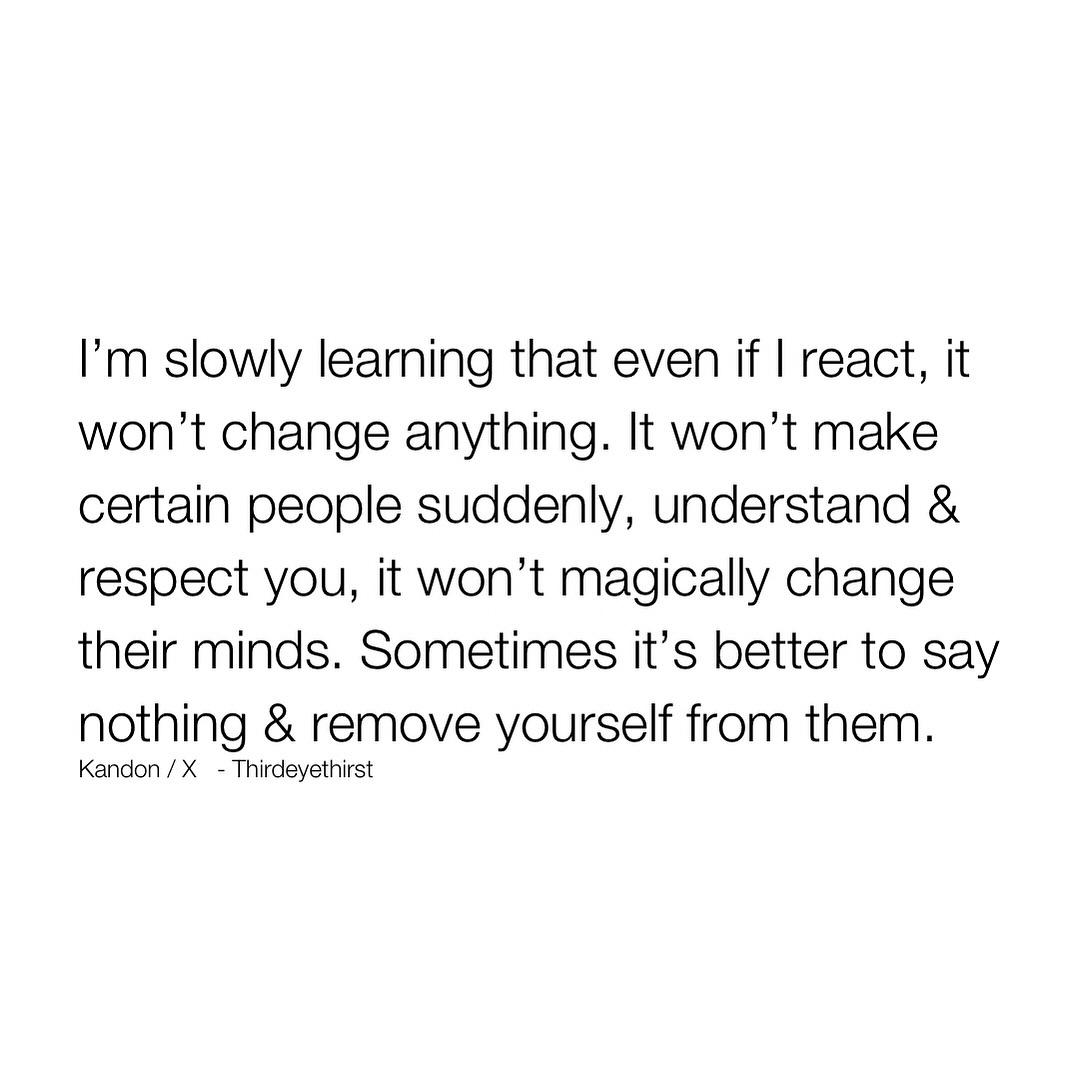 I’m slowly learning that even if I react, it
won’t change anything. It won’t make
certain people suddenly, understand &
respect you, it won’t magically change
their minds. Sometimes it’s better to say
nothing & remove yourself from them.
Kandon / X - Thirdeyethirst